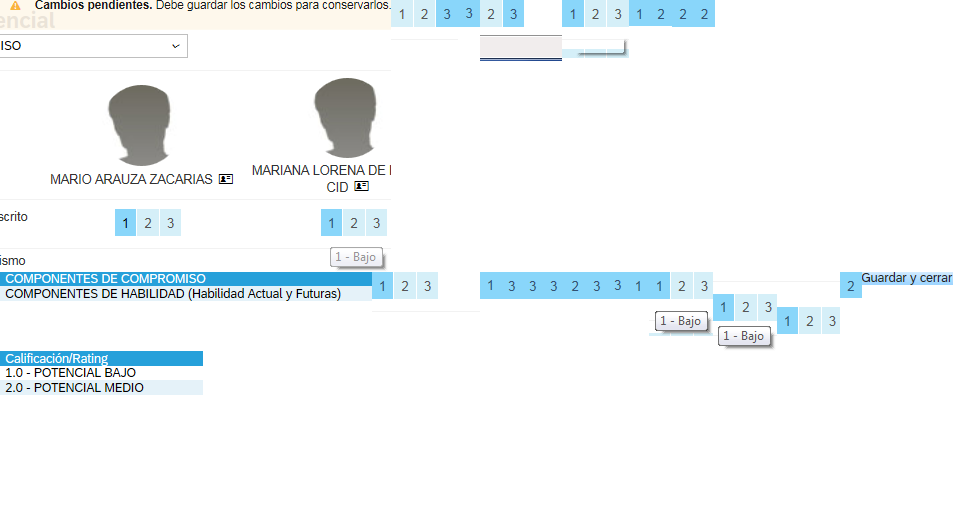 Cambios pendientes. Debe guardar los cambios para conservarlos.
1 2 3 3 2 3 1 2 3 1 2 2 2
encial
ISO
MARIO ARAUZA ZACARIAS
MARIANA LORENA DE
CID
scrito
1 2 3 1 2 3
ismo
1 - Bajo
COMPONENTES DE COMPROMISO
COMPONENTES DE HABILIDAD (Habilidad Actual y Futuras)
1 2 3 1 3 3 3 2 3 3 1 1 2 3 2 Guardar y cerrar
1 2 3
1 - Bajo 1 2 3
1 - Bajo
Calificación/Rating
1.0 - POTENCIAL BAJO
2.0 - POTENCIAL MEDIO